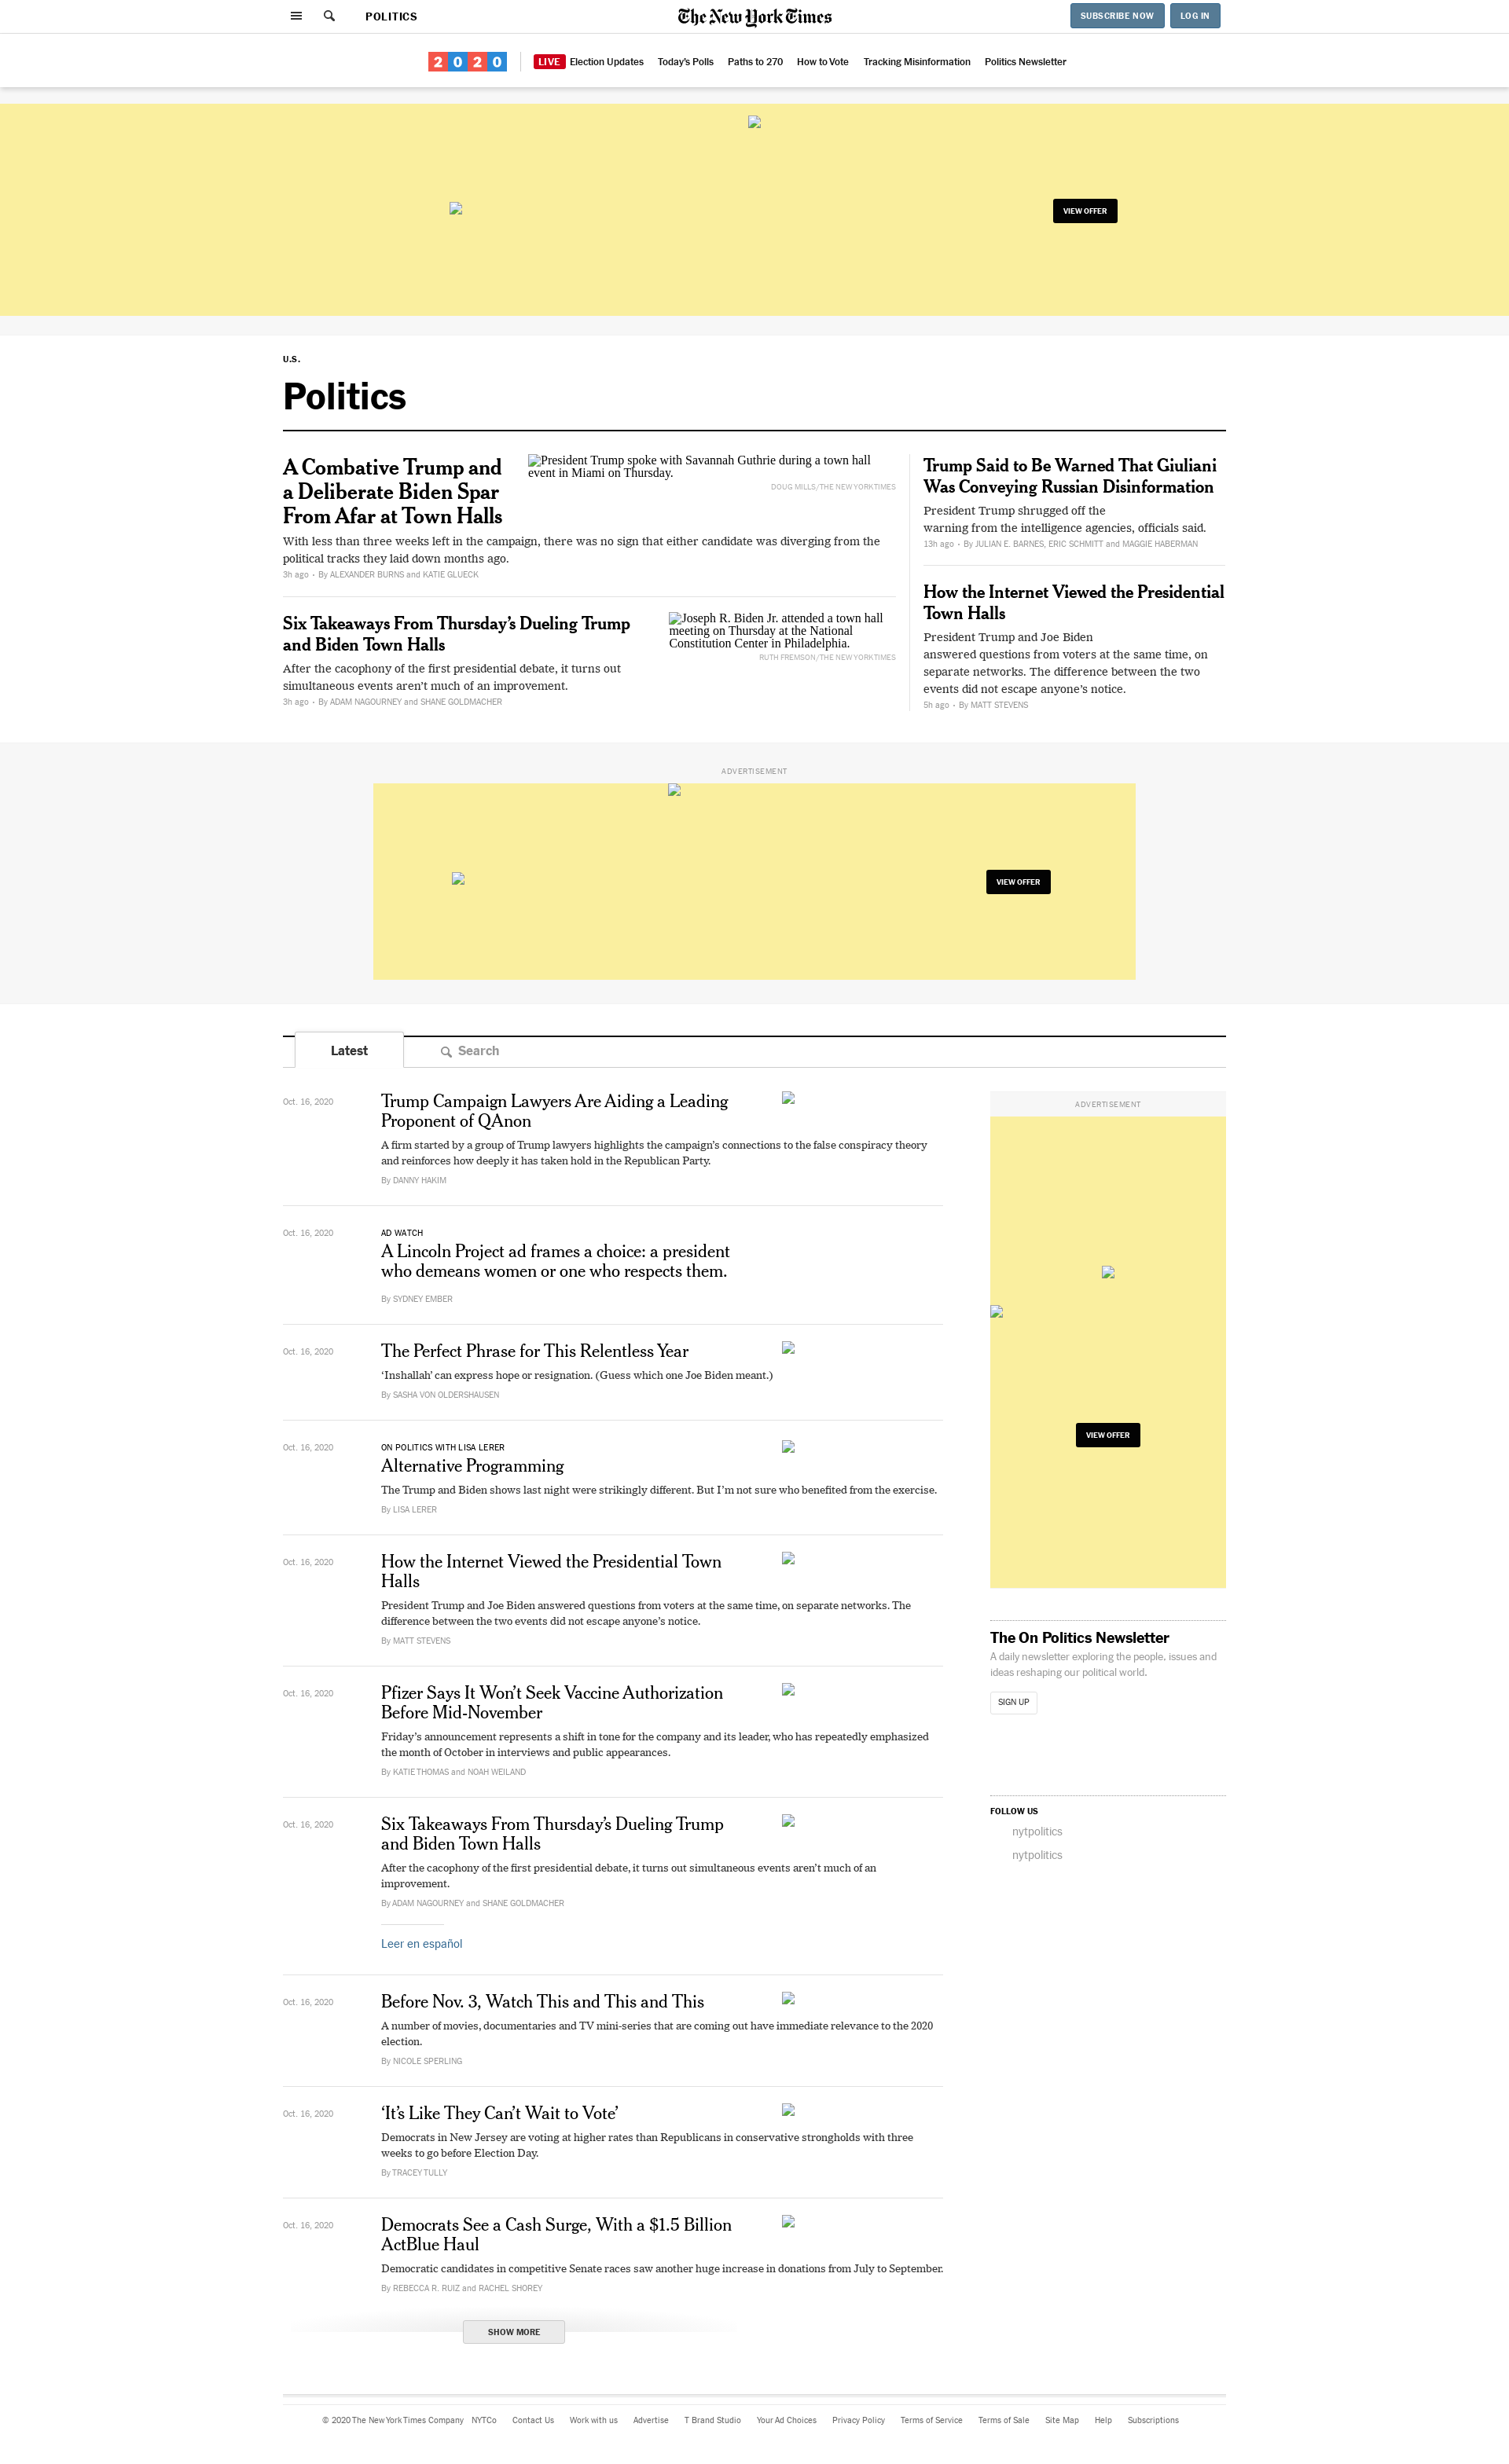 POLITICS
The New York Times
SUBSCRIBE NOW
LOG IN
2020
LIVE Election Updates
Today's Polls
Paths to 270
How to Vote
Tracking Misinformation
Politics Newsletter
VIEW OFFER
U.S.
Politics
A Combative Trump and
a Deliberate Biden Spar
From Afar at Town Halls
President Trump spoke with Savannah Guthrie during a town hall
event in Miami on Thursday.
DOUG MILLS/THE NEW YORK TIMES
With less than three weeks left in the campaign, there was no sign that either candidate was diverging from the
political tracks they laid down months ago.
3h ago • By ALEXANDER BURNS and KATIE GLUECK
Six Takeaways From Thursday’s Dueling Trump
and Biden Town Halls
Joseph R. Biden Jr. attended a town hall
meeting on Thursday at the National
Constitution Center in Philadelphia.
RUTH FREMSON/THE NEW YORK TIMES
After the cacophony of the first presidential debate, it turns out
simultaneous events aren’t much of an improvement.
3h ago • By ADAM NAGOURNEY and SHANE GOLDMACHER
Trump Said to Be Warned That Giuliani
Was Conveying Russian Disinformation
President Trump shrugged off the
warning from the intelligence agencies, officials said.
13h ago • By JULIAN E. BARNES, ERIC SCHMITT and MAGGIE HABERMAN
How the Internet Viewed the Presidential
Town Halls
President Trump and Joe Biden
answered questions from voters at the same time, on
separate networks. The difference between the two
events did not escape anyone’s notice.
5h ago • By MATT STEVENS
ADVERTISEMENT
VIEW OFFER
Latest
Search
Oct. 16, 2020
Trump Campaign Lawyers Are Aiding a Leading
Proponent of QAnon
A firm started by a group of Trump lawyers highlights the campaign’s connections to the false conspiracy theory
and reinforces how deeply it has taken hold in the Republican Party.
By DANNY HAKIM
Oct. 16, 2020
AD WATCH
A Lincoln Project ad frames a choice: a president
who demeans women or one who respects them.
By SYDNEY EMBER
Oct. 16, 2020
The Perfect Phrase for This Relentless Year
‘Inshallah’ can express hope or resignation. (Guess which one Joe Biden meant.)
By SASHA VON OLDERSHAUSEN
Oct. 16, 2020
ON POLITICS WITH LISA LERER
Alternative Programming
The Trump and Biden shows last night were strikingly different. But I’m not sure who benefited from the exercise.
By LISA LERER
Oct. 16, 2020
How the Internet Viewed the Presidential Town
Halls
President Trump and Joe Biden answered questions from voters at the same time, on separate networks. The
difference between the two events did not escape anyone’s notice.
By MATT STEVENS
Oct. 16, 2020
Pfizer Says It Won’t Seek Vaccine Authorization
Before Mid-November
Friday’s announcement represents a shift in tone for the company and its leader, who has repeatedly emphasized
the month of October in interviews and public appearances.
By KATIE THOMAS and NOAH WEILAND
Oct. 16, 2020
Six Takeaways From Thursday’s Dueling Trump
and Biden Town Halls
After the cacophony of the first presidential debate, it turns out simultaneous events aren’t much of an
improvement.
By ADAM NAGOURNEY and SHANE GOLDMACHER
Leer en español
Oct. 16, 2020
Before Nov. 3, Watch This and This and This
A number of movies, documentaries and TV mini-series that are coming out have immediate relevance to the 2020
election.
By NICOLE SPERLING
Oct. 16, 2020
‘It’s Like They Can’t Wait to Vote’
Democrats in New Jersey are voting at higher rates than Republicans in conservative strongholds with three
weeks to go before Election Day.
By TRACEY TULLY
Oct. 16, 2020
Democrats See a Cash Surge, With a $1.5 Billion
ActBlue Haul
Democratic candidates in competitive Senate races saw another huge increase in donations from July to September.
By REBECCA R. RUIZ and RACHEL SHOREY
SHOW MORE
ADVERTISEMENT
VIEW OFFER
The On Politics Newsletter
A daily newsletter exploring the people, issues and
ideas reshaping our political world.
SIGN UP
FOLLOW US
nytpolitics
nytpolitics
© 2020 The New York Times Company
NYTCo
Contact Us
Work with us
Advertise
T Brand Studio
Your Ad Choices
Privacy Policy
Terms of Service
Terms of Sale
Site Map
Help
Subscriptions